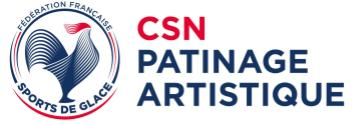 FÉDÉRATION FRANÇAISE
SPORTS DE GLACE
CSN
PATINAGE
ARTISTIQUE